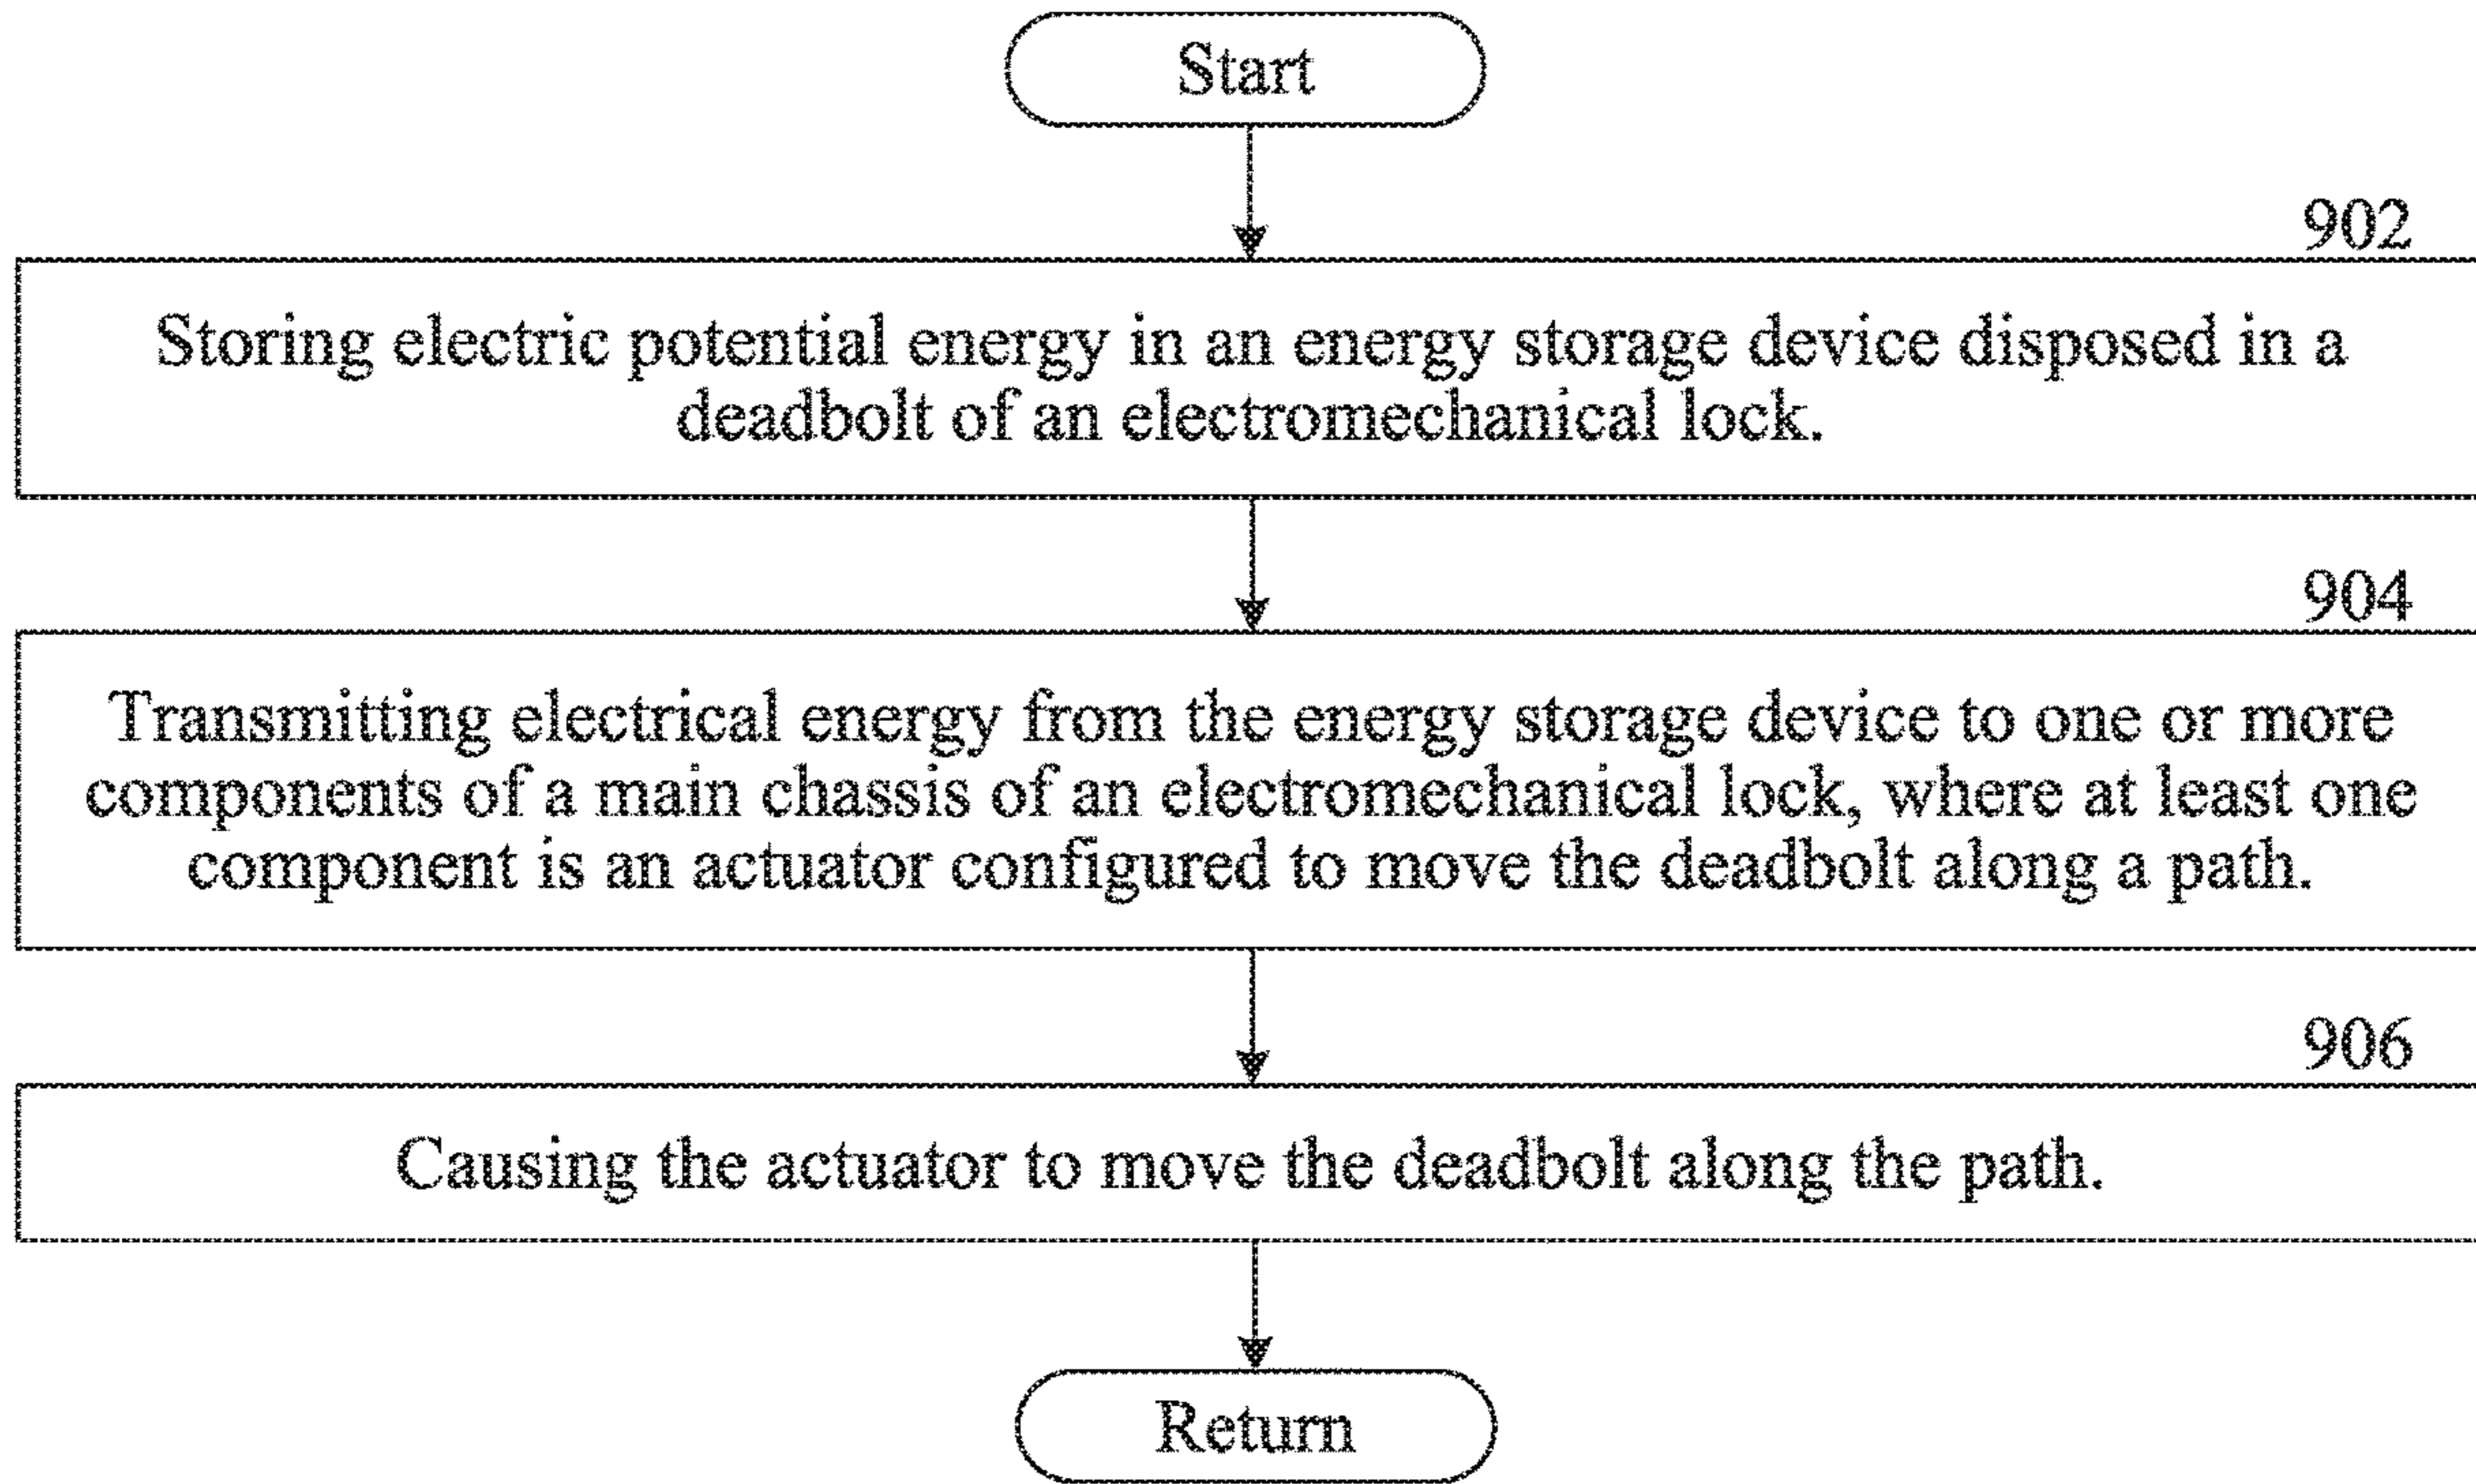 Start
902
Storing electric potential energy in an energy storage device disposed in a
deadbolt of an electromechanical lock.
904
Transmitting electrical energy from the energy storage device to one or more
components of a main chassis of an electromechanical lock, where at least one
component is an actuator configured to move the deadbolt along a path.
906
Causing the actuator to move the deadbolt along the path.
Return